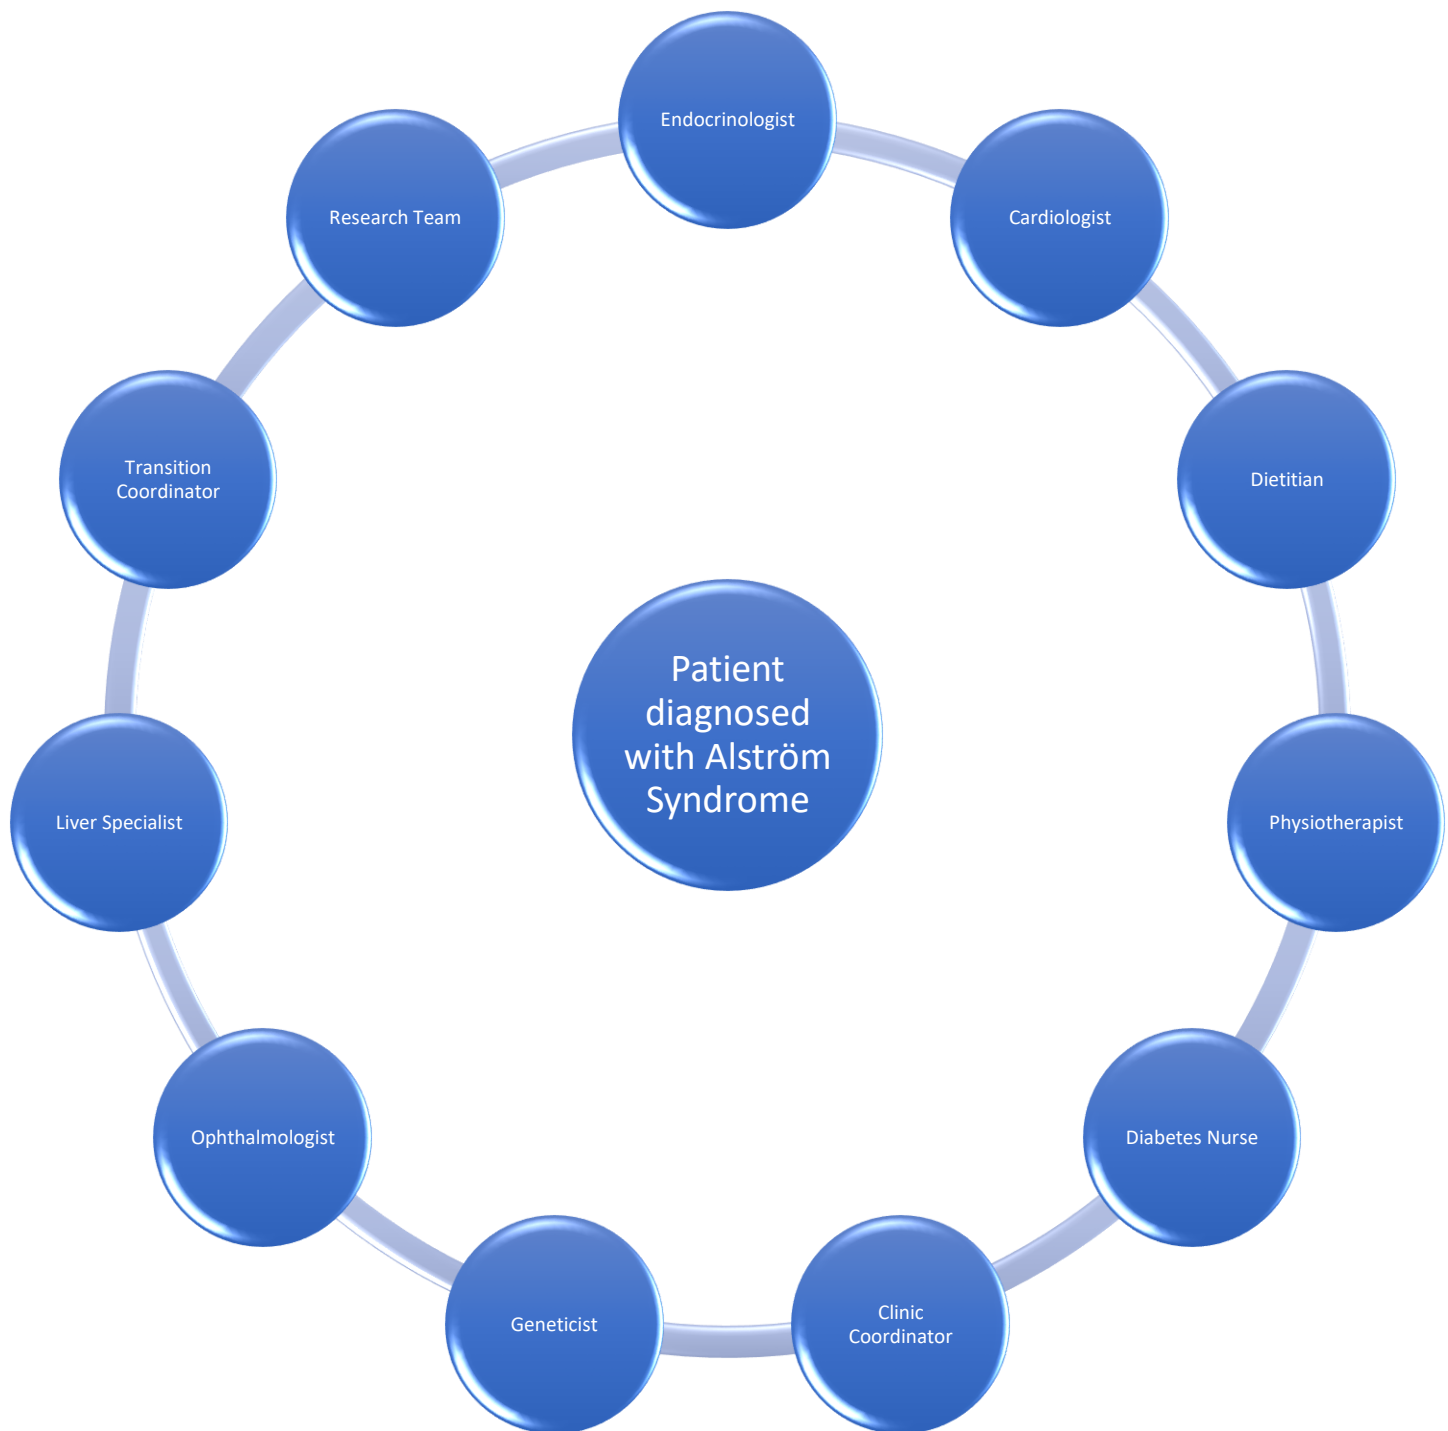 Endocrinologist
Cardiologist
Dietitian
Physiotherapist
Diabetes Nurse
Clinic
Coordinator
Geneticist
Ophthalmologist
Liver Specialist
Transition
Coordinator
Research Team
Patient
diagnosed
with Alström
Syndrome